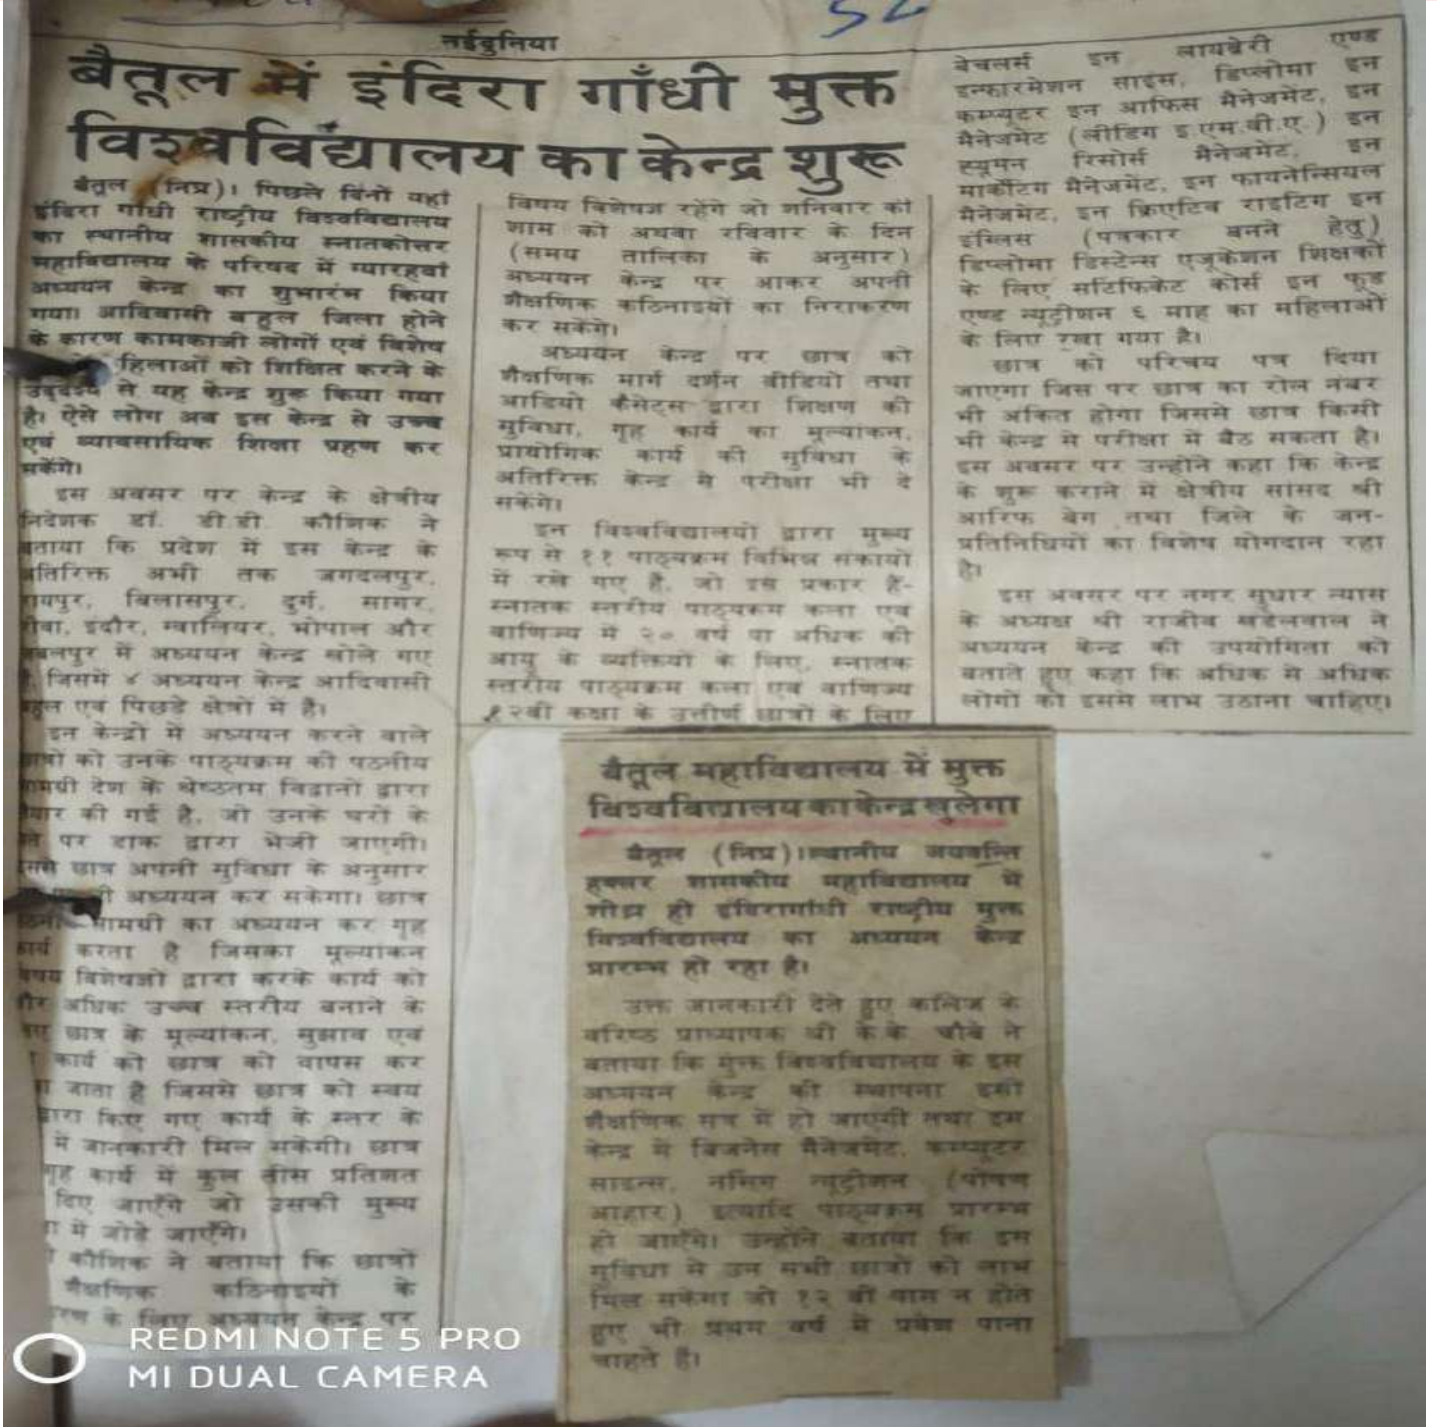 52
नईदुनिया
बैतूल में इंदिरा गाँधी मुक्त
विश्वविद्यालय का केन्द्र शुरू
बैतूल (निप्र)। पिछले दिनों यहाँ
इंदिरा गाँधी राष्ट्रीय विश्वविद्यालय
का स्थानीय शासकीय स्नातकोत्तर
महाविद्यालय के परिषद में ग्यारहवाँ
अध्ययन केन्द्र का शुभारंभ किया
गया। आदिवासी बहुल जिला होने
के कारण कामकाजी लोगों एवं विशेष
हिलाओं को शिक्षित करने के
उद्देश्य से यह केन्द्र शुरू किया गया
है। ऐसे लोग अब इस केन्द्र से उच्च
एवं व्यावसायिक शिक्षा ग्रहण कर
सकेंगे।
इस अवसर पर केन्द्र के क्षेत्रीय
निदेशक डॉ. डी.डी. कौशिक ने
बताया कि प्रदेश में इस केन्द्र के
तिरिक्त अभी तक जगदलपुर,
रायपुर, बिलासपुर, दुर्ग, सागर,
रीवा, इंदौर, ग्वालियर, भोपाल और
बलपुर में अध्ययन केन्द्र खोले गए
जिसमें ४ अध्ययन केन्द्र आदिवासी
हुल एवं पिछडे क्षेत्रों में हैं।
इन केन्द्रों में अध्ययन करने वाले
को उनके पाठ्यक्रम की पठनीय
ामग्री देश के श्रेष्ठतम विद्वानों द्वारा
यार की गई है, जो उनके घरों के
पर डाक द्वारा भेजी जाएगी।
छात्र अपनी सुविधा के अनुसार
अध्ययन कर सकेगा। छात्र
सामग्री का अध्ययन कर गृह
कार्य करता है जिसका मूल्यांकन
विशेषज्ञों द्वारा करके कार्य को
और अधिक उच्च स्तरीय बनाने के
छात्र के मूल्यांकन, सुझाव एवं
कार्य को छात्र को वापस कर
जाता है जिससे छात्र को स्वयं
द्वारा किए गए कार्य के स्तर के
में जानकारी मिल सकेगी। छात्र
गृह कार्य में कुल तीस प्रतिशत
दिए जाएँगे जो उसकी मुख्य
में जोडे जाएँगे।
कौशिक ने बताया कि छात्रों
शैक्षणिक कठिनाइयों के
के लिए अध्ययन केन्द्र पर
विषय विशेषज्ञ रहेंगे जो शनिवार की
शाम को अथवा रविवार के दिन
(समय तालिका के अनुसार)
अध्ययन केन्द्र पर आकर अपनी
शैक्षणिक कठिनाइयों का निराकरण
कर सकेंगे।
अध्ययन केन्द्र पर छात्र को
शैक्षणिक मार्ग दर्शन वीडियो तथा
आडियो कैसेट्स द्वारा शिक्षण की
सुविधा, गृह कार्य का मूल्यांकन,
प्रायोगिक कार्य की सुविधा के
अतिरिक्त केन्द्र से परीक्षा भी दे
सकेंगे।
इन विश्वविद्यालयों द्वारा मुख्य
रूप से ११ पाठ्यक्रम विभिन्न संकायों
में रखे गए है, जो इस प्रकार है-
स्नातक स्तरीय पाठ्यक्रम कला एवं
वाणिज्य में २० वर्ष या अधिक की
आयु के व्यक्तियों के लिए, स्नातक
स्तरीय पाठ्यक्रम कला एवं वाणिज्य
१२वीं कक्षा के उत्तीर्ण छात्रों के लिए
बेचलर्स इन लायब्रेरी एण्ड
इन्फारमेशन साइंस, डिप्लोमा इन
कम्प्यूटर इन आफिस मैनेजमेंट, इन
मैनेजमेंट (लीडिंग इ.एम.बी.ए.) इन
ह्यूमन रिसोर्स मैनेजमेंट, इन
मार्केटिंग मैनेजमेंट, इन फायनेन्सियल
मैनेजमेंट, इन क्रिएटिव राइटिंग इन
इंग्लिस (पत्रकार बनने हेतु)
डिप्लोमा डिस्टेन्स एजूकेशन शिक्षकों
के लिए सर्टिफिकेट कोर्स इन फूड
एण्ड न्यूट्रीशन ६ माह का महिलाओं
के लिए रखा गया है।
छात्र को परिचय पत्र दिया
जाएगा जिस पर छात्र का रोल नंबर
भी अंकित होगा जिससे छात्र किसी
भी केन्द्र से परीक्षा में बैठ सकता है।
इस अवसर पर उन्होंने कहा कि केन्द्र
के शुरू कराने में क्षेत्रीय सांसद श्री
आरिफ बेग तथा जिले के जन-
प्रतिनिधियों का विशेष योगदान रहा
है।
इस अवसर पर नगर सुधार न्यास
के अध्यक्ष श्री राजीव खंडेलवाल ने
अध्ययन केन्द्र की उपयोगिता को
बताते हुए कहा कि अधिक से अधिक
लोगों को इससे लाभ उठाना चाहिए।
बैतूल महाविद्यालय में मुक्त
विश्वविद्यालय का केन्द्र खुलेगा
बैतूल (निप्र)। स्थानीय जयवन्ति
हक्सर शासकीय महाविद्यालय में
शीघ्र ही इंदिरागांधी राष्ट्रीय मुक्त
विश्वविद्यालय का अध्ययन केन्द्र
प्रारम्भ हो रहा है।
उक्त जानकारी देते हुए कॉलेज के
वरिष्ठ प्राध्यापक श्री के.के. चौबे ने
बताया कि मुक्त विश्वविद्यालय के इस
अध्ययन केन्द्र की स्थापना इसी
शैक्षणिक सत्र में हो जाएगी तथा इस
केन्द्र में बिजनेस मैनेजमेंट, कम्प्यूटर
साइन्स, नर्सिंग न्यूट्रीशन (पोषण
आहार) इत्यादि पाठ्यक्रम प्रारम्भ
हो जाएँगे। उन्होंने बताया कि इस
सुविधा से उन सभी छात्रों को लाभ
मिल सकेगा जो १२ वीं पास न होते
हुए भी प्रथम वर्ष में प्रवेश पाना
चाहते हैं।
REDMI NOTE 5 PRO
MI DUAL CAMERA